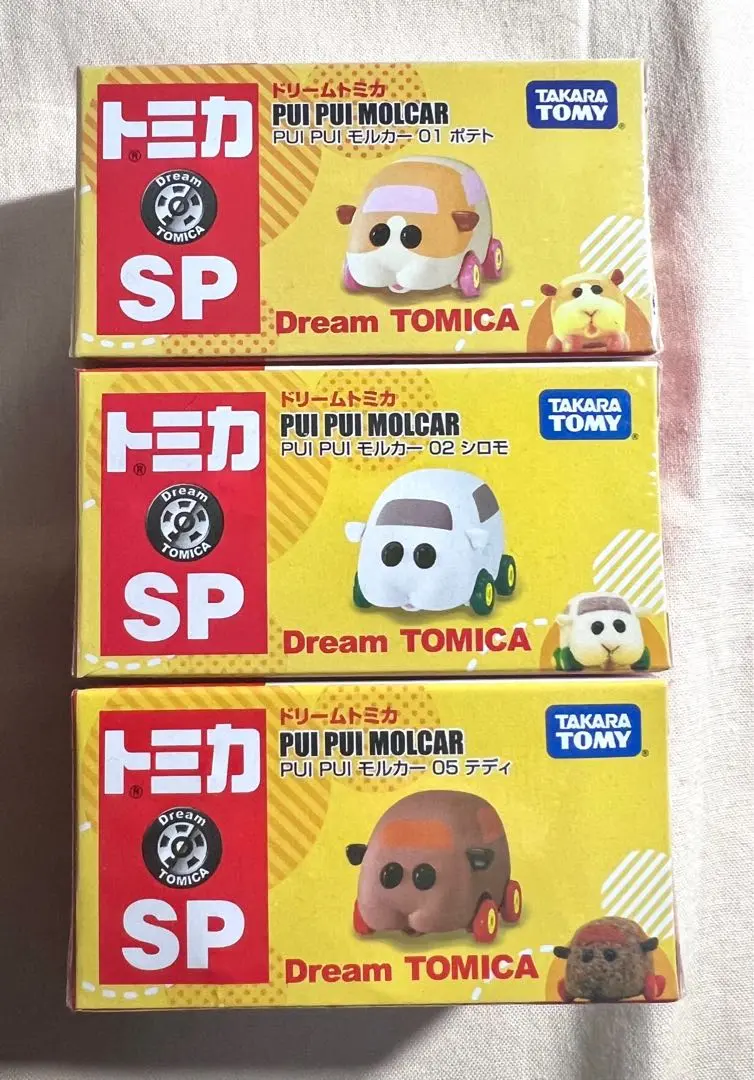 トミカ
®
Dream
TOMICA
SP
ドリームトミカ
PUI PUI MOLCAR
PUI PUI モルカー 01 ポテト
TAKARA
TOMY®
Dream TOMICA
トミカ
®
Dream
TOMICA
SP
ドリームトミカ
PUI PUI MOLCAR
PUI PUI モルカー 02 シロモ
TAKARA
TOMY®
Dream TOMICA
トミカ
®
Dream
TOMICA
SP
ドリームトミカ
PUI PUI MOLCAR
PUI PUI モルカー 05 テディ
TAKARA
TOMY®
Dream TOMICA